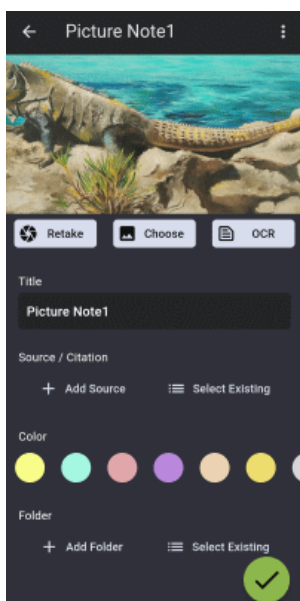 Picture Note1
Retake Choose OCR
Title
Picture Note1
Source / Citation
Add Source Select Existing
Color
Folder
Add Folder Select Existing